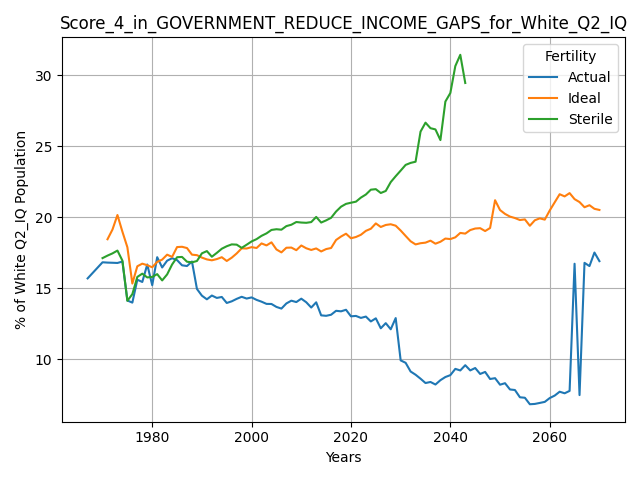 Score_4_in_GOVERNMENT_REDUCE_INCOME_GAPS_for_White_Q2_IQ
Fertility
Actual
Ideal
Sterile
% of White Q2_IQ Population
30
25
20
15
10
1980
2000
2020
2040
2060
Years